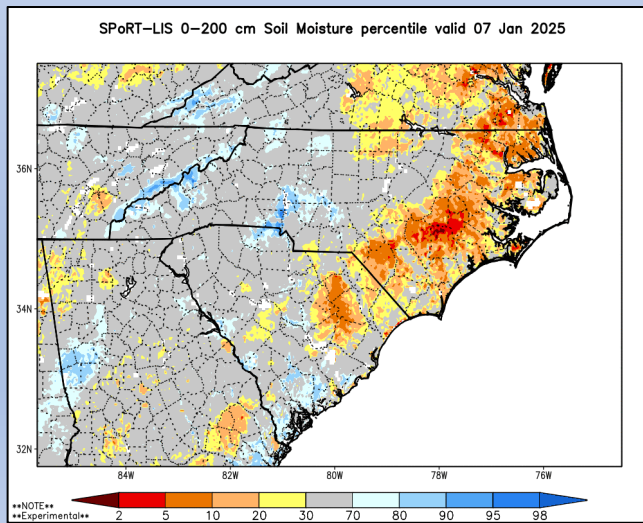 SPoRT-LIS 0-200 cm Soil Moisture percentile valid 07 Jan 2025
36N
34N
32N
84W 82W 80W 78W 76W
**NOTE**
**Experimental**
2 5 10 20 30 70 80 90 95 98